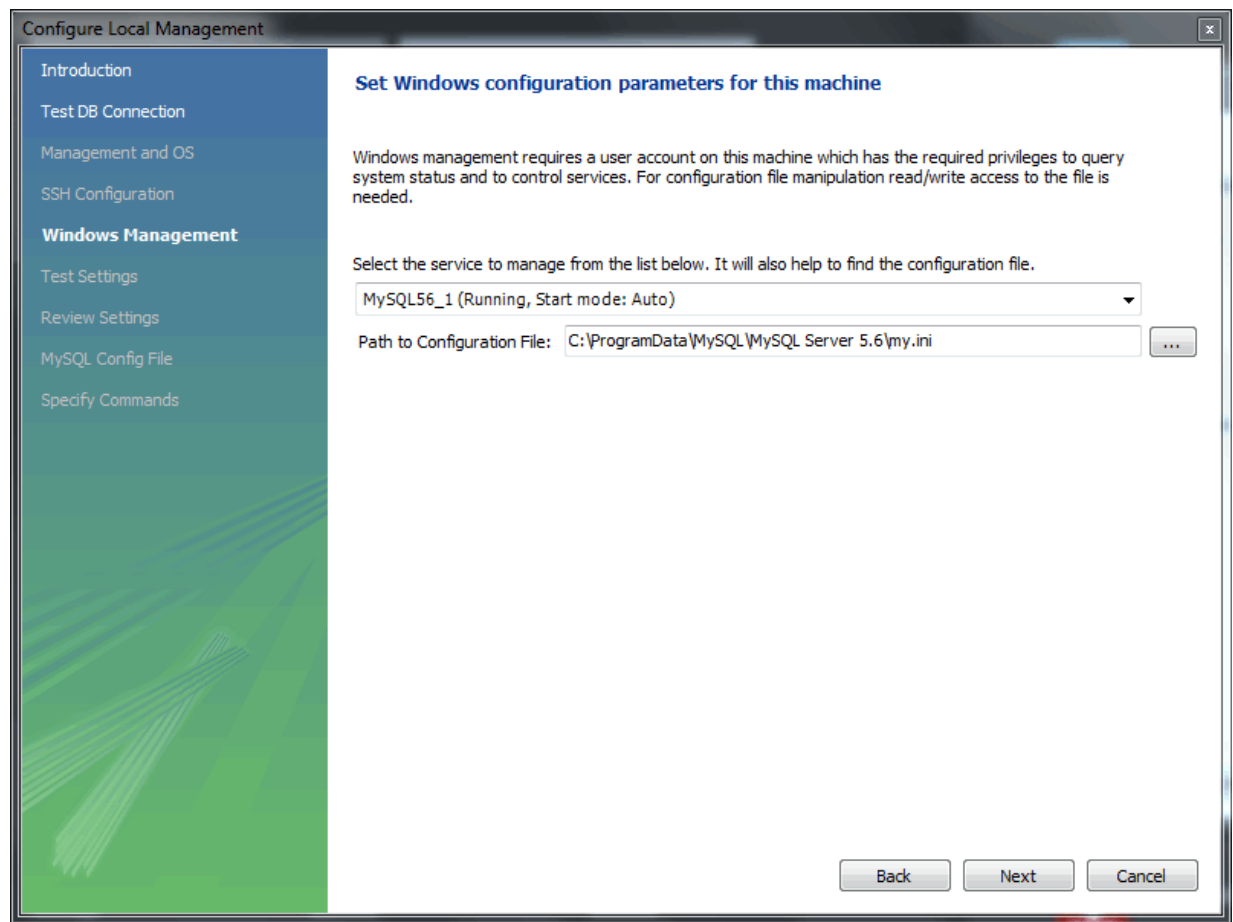 Configure Local Management
x
Introduction
Test DB Connection
Management and OS
SSH Configuration
Windows Management
Test Settings
Review Settings
MySQL Config File
Specify Commands
Set Windows configuration parameters for this machine
Windows management requires a user account on this machine which has the required privileges to query
system status and to control services. For configuration file manipulation read/write access to the file is
needed.
Select the service to manage from the list below. It will also help to find the configuration file.
MySQL56_1 (Running, Start mode: Auto)
Path to Configuration File: C:\ProgramData\MySQL\MySQL Server 5.6\my.ini ...
Back Next Cancel